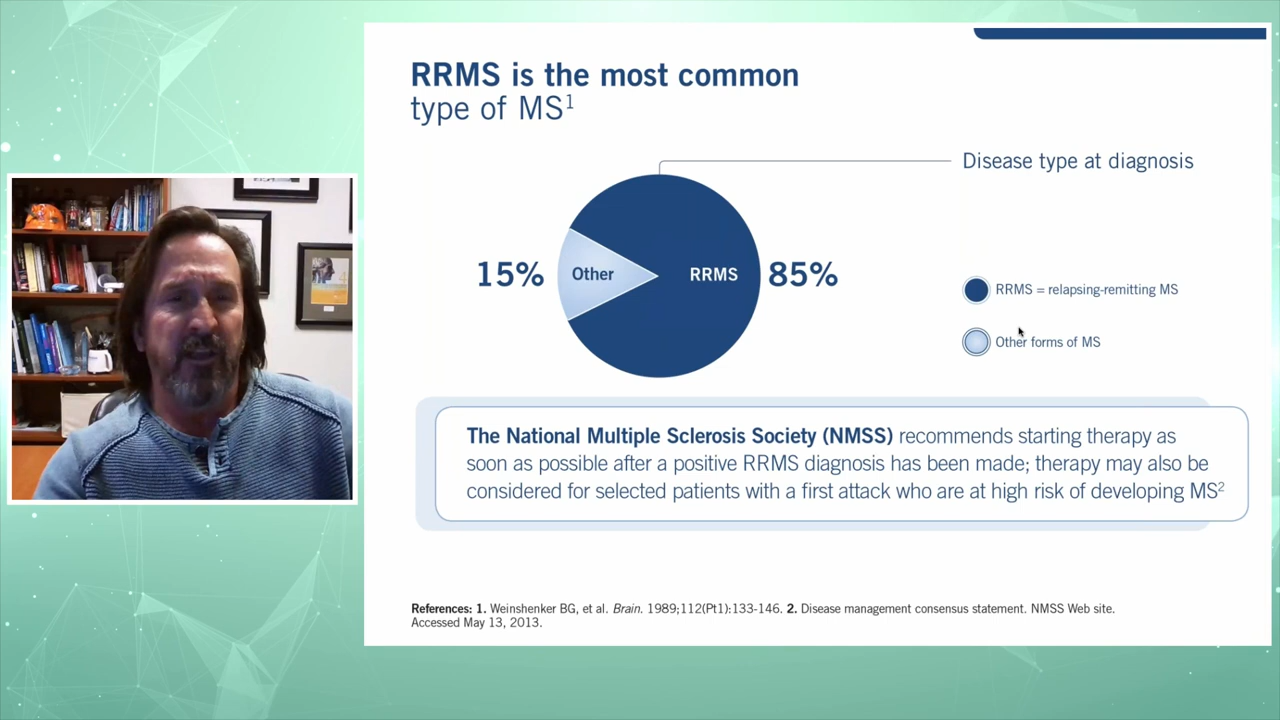 RRMS is the most common
type of MS1
Disease type at diagnosis
15%
Other
RRMS
85%
RRMS = relapsing-remitting MS
Other forms of MS
The National Multiple Sclerosis Society (NMSS) recommends starting therapy as
soon as possible after a positive RRMS diagnosis has been made; therapy may also be
considered for selected patients with a first attack who are at high risk of developing MS2
References: 1. Weinshenker BG, et al. Brain. 1989;112(Pt1):133-146. 2. Disease management consensus statement. NMSS Web site.
Accessed May 13, 2013.